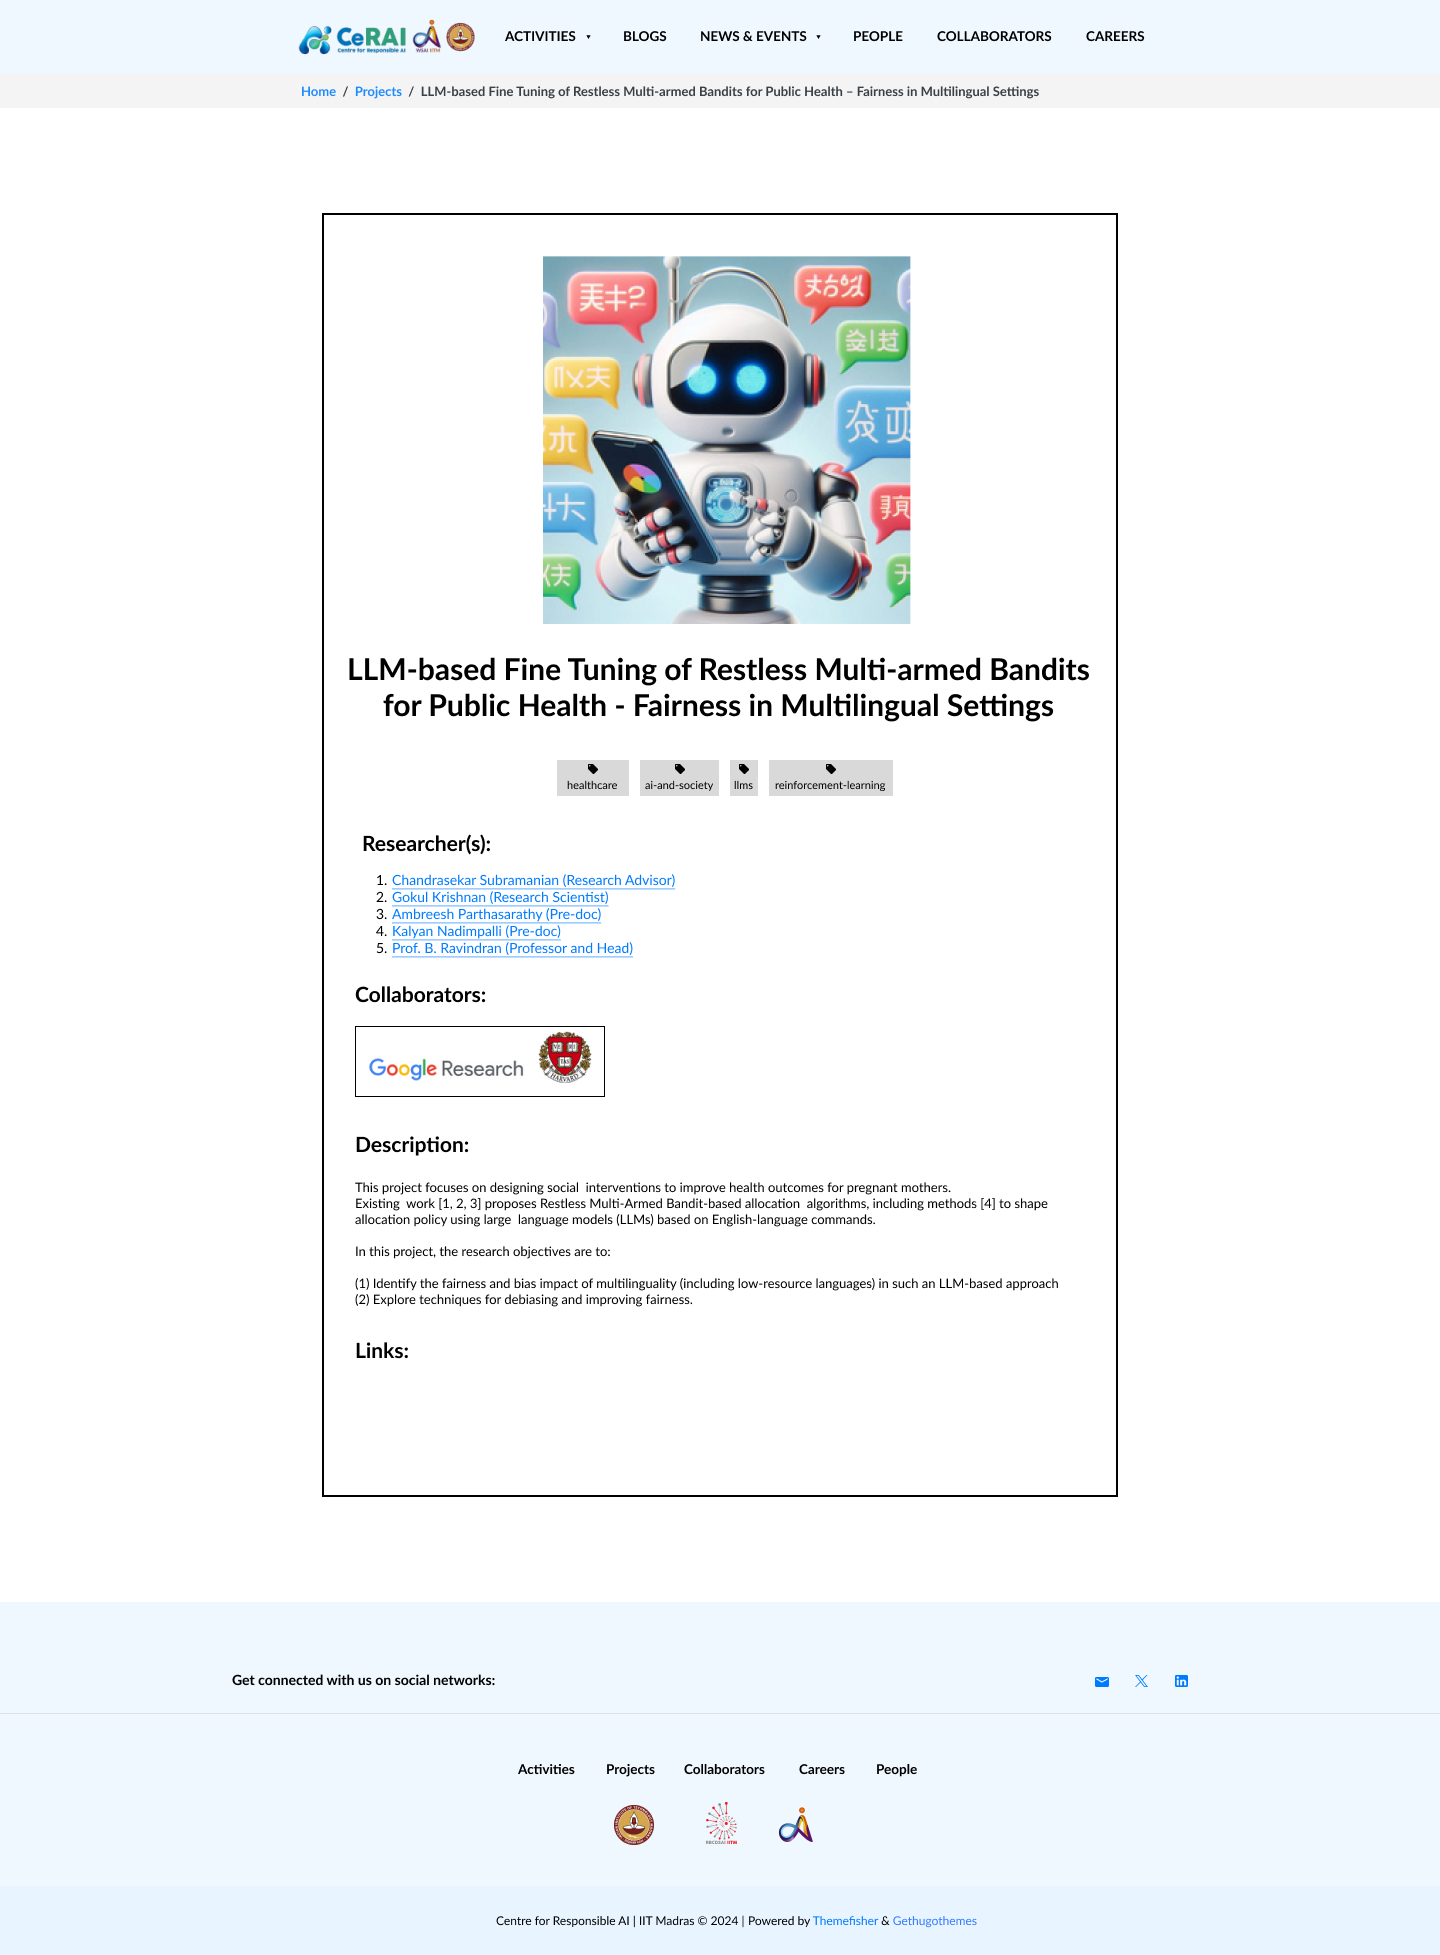 CeRAI
Centre for Responsible AI
WSAI IITM
ACTIVITIES ▾ BLOGS NEWS & EVENTS ▾ PEOPLE COLLABORATORS CAREERS
Home / Projects / LLM-based Fine Tuning of Restless Multi-armed Bandits for Public Health – Fairness in Multilingual Settings
LLM-based Fine Tuning of Restless Multi-armed Bandits
for Public Health - Fairness in Multilingual Settings
healthcare ai-and-society llms reinforcement-learning
Researcher(s):
1. Chandrasekar Subramanian (Research Advisor)
2. Gokul Krishnan (Research Scientist)
3. Ambreesh Parthasarathy (Pre-doc)
4. Kalyan Nadimpalli (Pre-doc)
5. Prof. B. Ravindran (Professor and Head)
Collaborators:
Google Research
VE RI TAS
HARVARD
Description:
This project focuses on designing social interventions to improve health outcomes for pregnant mothers.
Existing work [1, 2, 3] proposes Restless Multi-Armed Bandit-based allocation algorithms, including methods [4] to shape
allocation policy using large language models (LLMs) based on English-language commands.
In this project, the research objectives are to:
(1) Identify the fairness and bias impact of multilinguality (including low-resource languages) in such an LLM-based approach
(2) Explore techniques for debiasing and improving fairness.
Links:
Get connected with us on social networks:
Activities Projects Collaborators Careers People
Centre for Responsible AI | IIT Madras © 2024 | Powered by Themefisher & Gethugothemes